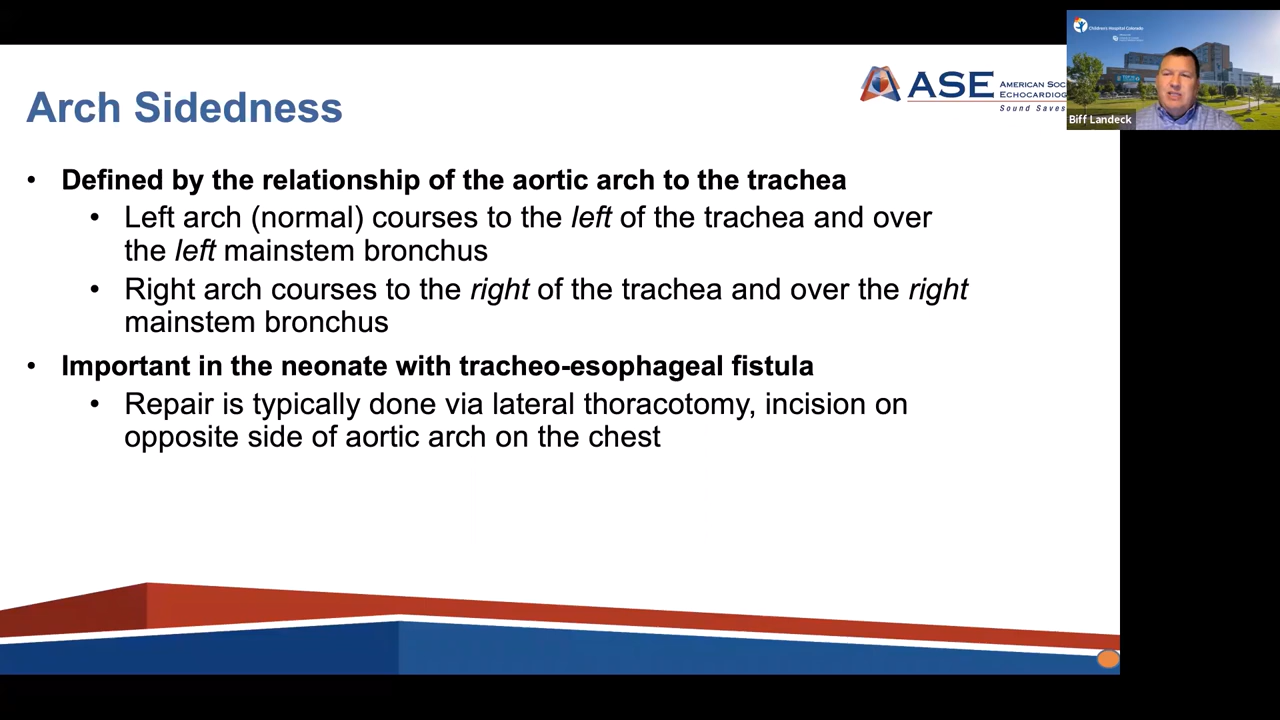 Arch Sidedness
ASE
AMERICAN SOC
ECHOCARDIOG
Sound Saves
Children's Hospital Colorado
Biff Landeck
• Defined by the relationship of the aortic arch to the trachea
• Left arch (normal) courses to the left of the trachea and over
the left mainstem bronchus
• Right arch courses to the right of the trachea and over the right
mainstem bronchus
• Important in the neonate with tracheo-esophageal fistula
• Repair is typically done via lateral thoracotomy, incision on
opposite side of aortic arch on the chest